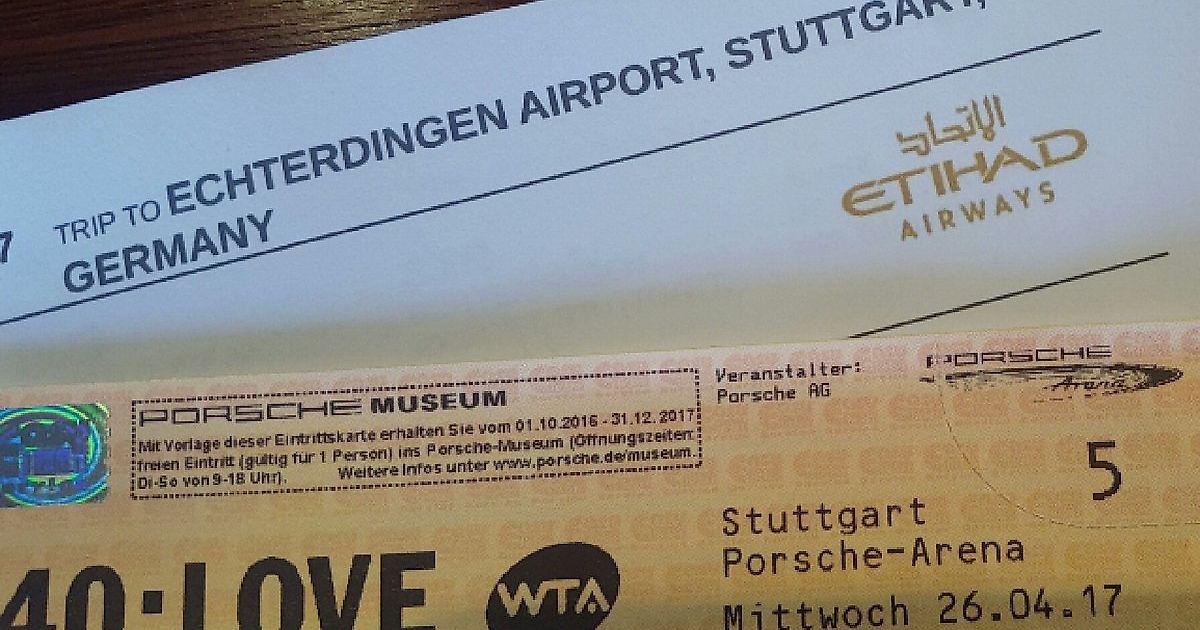 7 TRIP TO ECHTERDINGEN AIRPORT, STUTTGART,
GERMANY
الإتحاد
ETIHAD
AIRWAYS
PORSCHE MUSEUM
Mit Vorlage dieser Eintrittskarte erhalten Sie vom 01.10.2016 - 31.12.2017
freien Eintritt (gültig für 1 Person) ins Porsche-Museum (Öffnungszeiten:
Di-So von 9-18 Uhr). Weitere Infos unter www.porsche.de/museum.
Veranstalter:
Porsche AG
PORSCHE
Arena
5
40:LOVE
WTA
Stuttgart
Porsche-Arena
Mittwoch 26.04.17